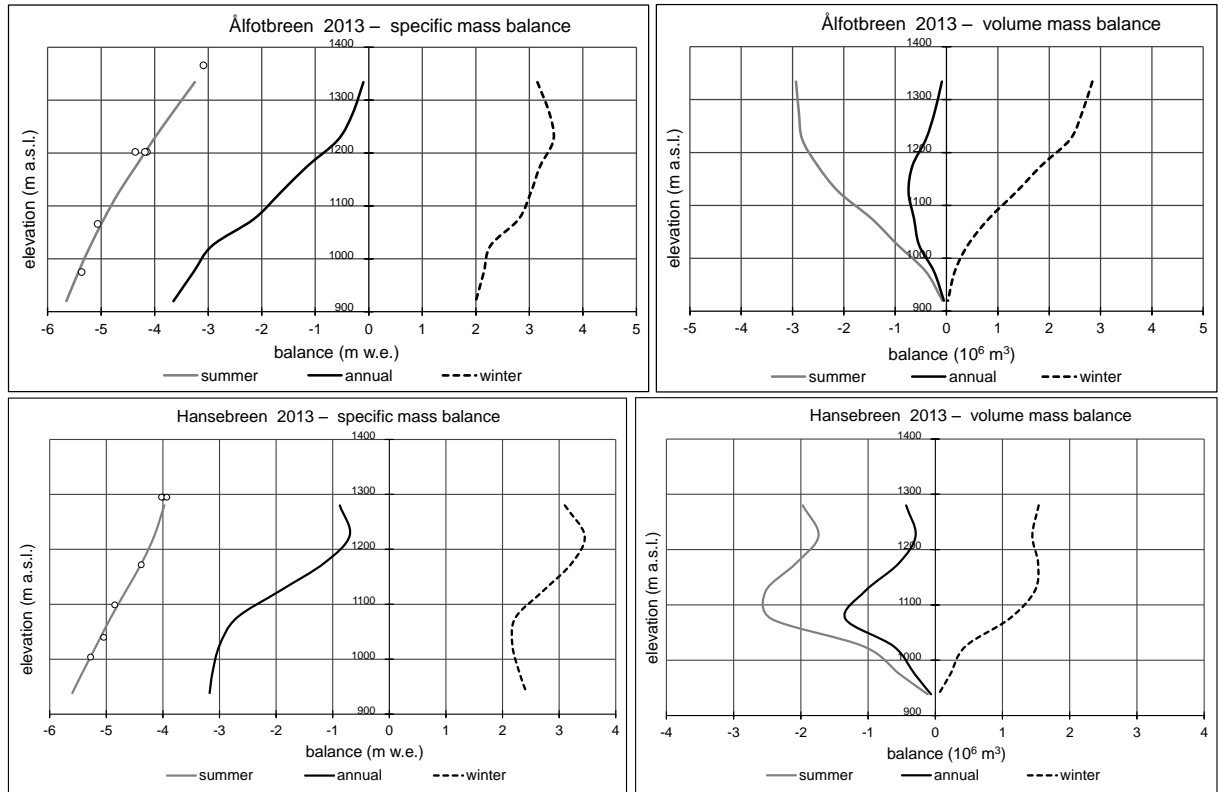 Ålfotbreen 2013 – specific mass balance
1400
1300
1200
1100
1000
900
elevation (m a.s.l.)
-6 -5 -4 -3 -2 -1 0 1 2 3 4 5
balance (m w.e.)
summer annual winter
Ålfotbreen 2013 – volume mass balance
1400
1300
1200
1100
1000
900
elevation (m a.s.l.)
-5 -4 -3 -2 -1 0 1 2 3 4 5
balance (10⁶ m³)
summer annual winter
Hansebreen 2013 – specific mass balance
1400
1300
1200
1100
1000
900
elevation (m a.s.l.)
-6 -5 -4 -3 -2 -1 0 1 2 3 4
balance (m w.e.)
summer annual winter
Hansebreen 2013 – volume mass balance
1400
1300
1200
1100
1000
900
elevation (m a.s.l.)
-4 -3 -2 -1 0 1 2 3 4
balance (10⁶ m³)
summer annual winter